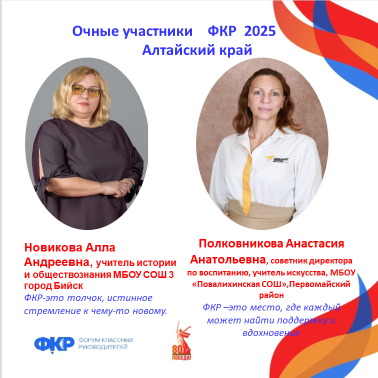 Очные участники ФКР 2025
Алтайский край
Новикова Алла
Андреевна, учитель истории
и обществознания МБОУ СОШ 3
город Бийск
ФКР-это толчок, истинное
стремление к чему-то новому.
Полковникова Анастасия
Анатольевна, советник директора
по воспитанию, учитель искусства, МБОУ
«Повалихинская СОШ»,Первомайский
район
ФКР –это место, где каждый
может найти поддержку и
вдохновение
ФКР ФОРУМ КЛАССНЫХ
РУКОВОДИТЕЛЕЙ
80
ПОБЕДА!